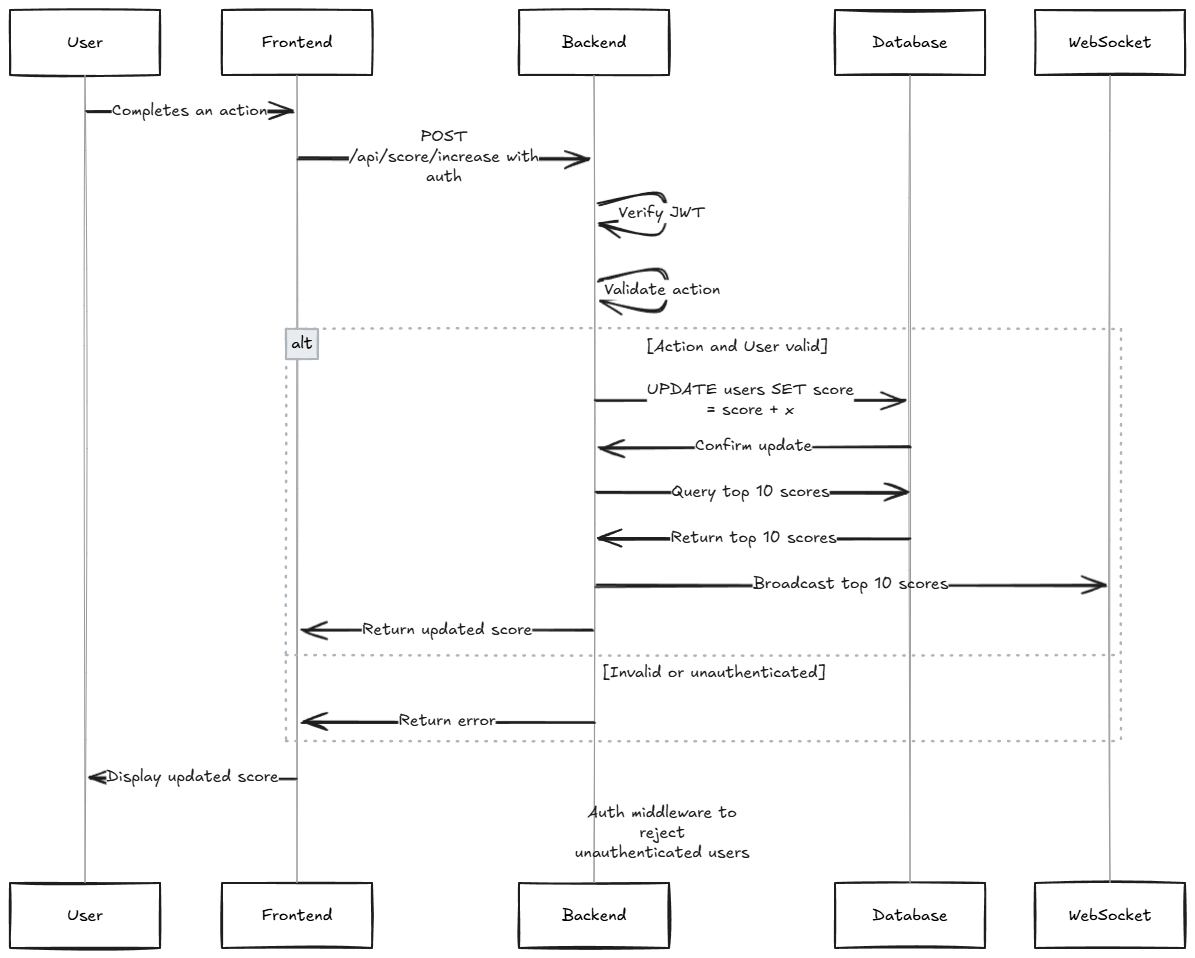 User
Frontend
Backend
Database
WebSocket
Completes an action
POST
/api/score/increase with
auth
Verify JWT
Validate action
alt
[Action and User valid]
UPDATE users SET score
= score + x
Confirm update
Query top 10 scores
Return top 10 scores
Broadcast top 10 scores
Return updated score
[Invalid or unauthenticated]
Return error
Display updated score
Auth middleware to
reject
unauthenticated users
User
Frontend
Backend
Database
WebSocket